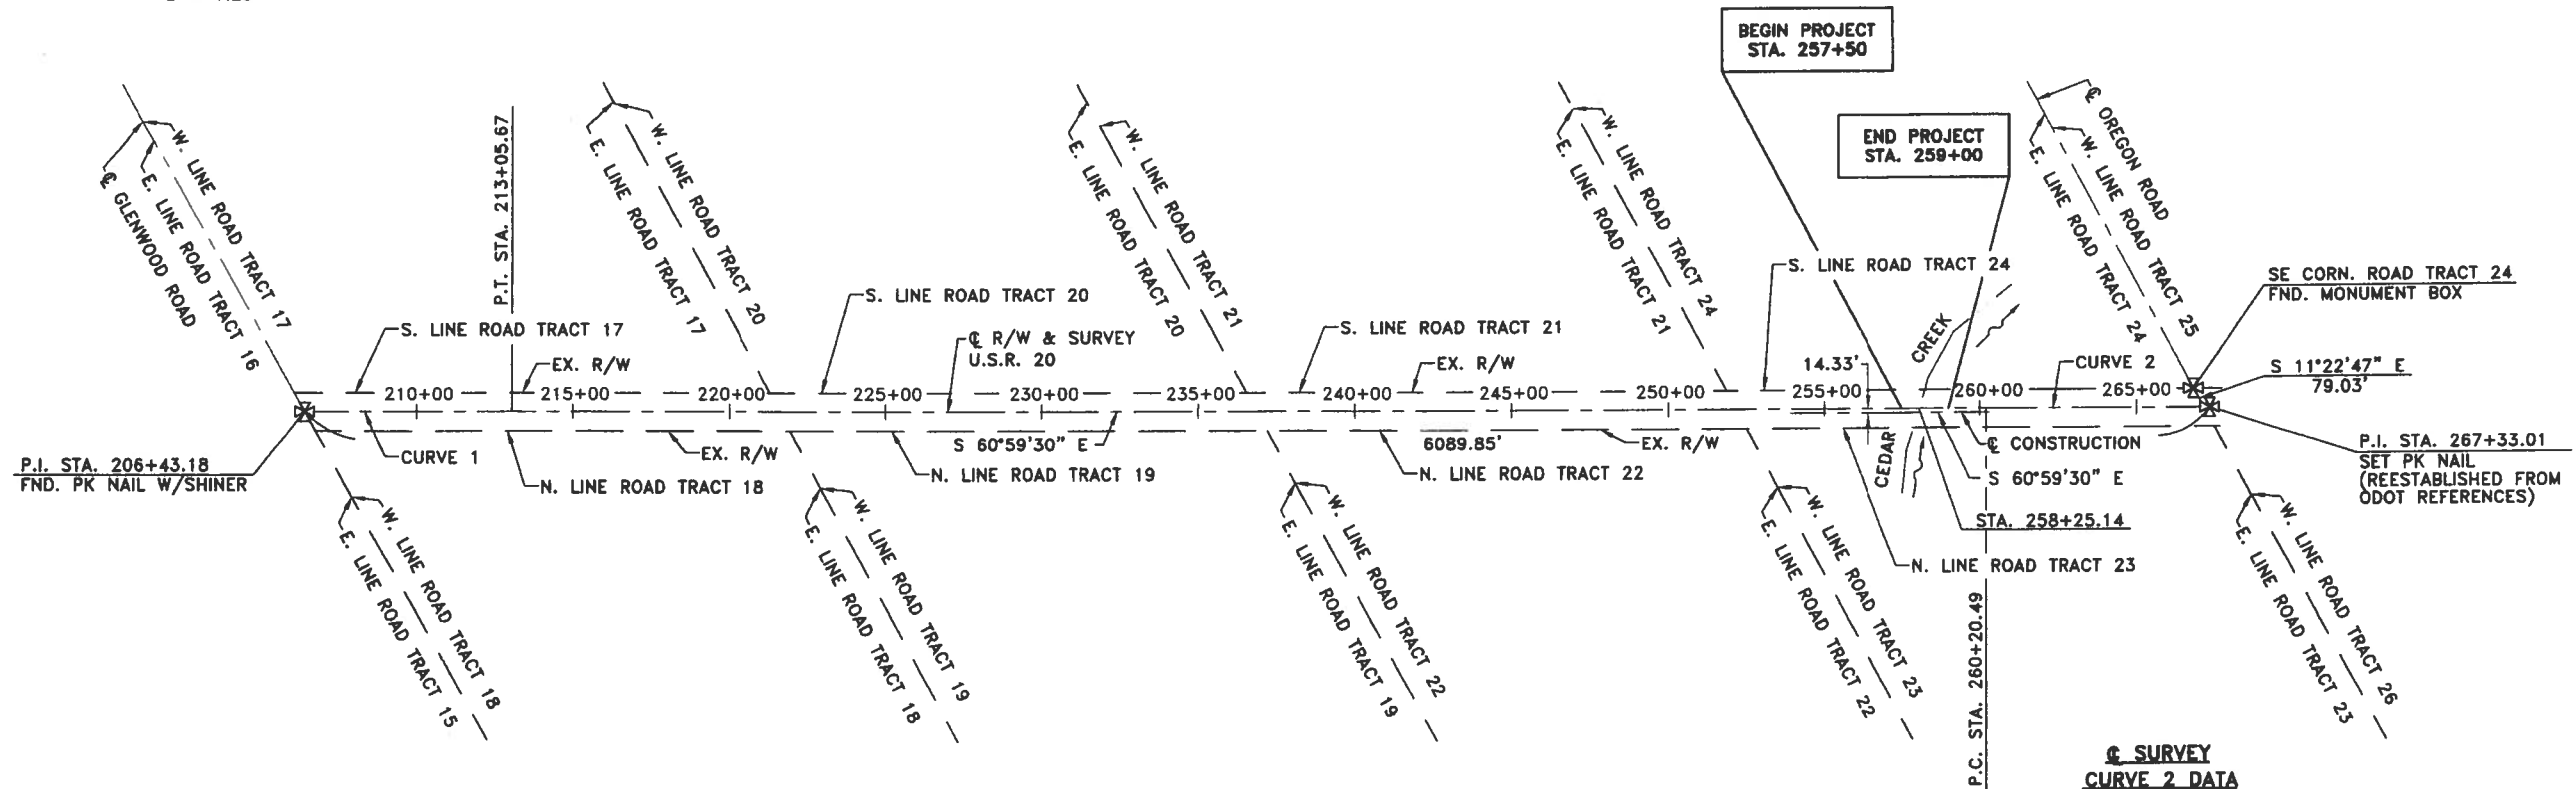 BEGIN PROJECT
STA. 257+50
END PROJECT
STA. 259+00
W. LINE ROAD TRACT 17
E. LINE ROAD TRACT 16
℄ GLENWOOD ROAD
P.T. STA. 213+05.67
W. LINE ROAD TRACT 20
E. LINE ROAD TRACT 17
W. LINE ROAD TRACT 21
E. LINE ROAD TRACT 20
W. LINE ROAD TRACT 24
E. LINE ROAD TRACT 21
℄ OREGON ROAD
W. LINE ROAD TRACT 25
E. LINE ROAD TRACT 24
S. LINE ROAD TRACT 17
EX. R/W
S. LINE ROAD TRACT 20
℄ R/W & SURVEY
U.S.R. 20
S. LINE ROAD TRACT 21
EX. R/W
S. LINE ROAD TRACT 24
14.33'
CREEK
CURVE 2
SE CORN. ROAD TRACT 24
FND. MONUMENT BOX
S 11°22'47" E
79.03'
210+00
215+00
220+00
225+00
230+00
235+00
240+00
245+00
250+00
255+00
260+00
265+00
P.I. STA. 206+43.18
FND. PK NAIL W/SHINER
CURVE 1
N. LINE ROAD TRACT 18
EX. R/W
S 60°59'30" E
N. LINE ROAD TRACT 19
6089.85'
N. LINE ROAD TRACT 22
EX. R/W
CEDAR
℄ CONSTRUCTION
S 60°59'30" E
STA. 258+25.14
N. LINE ROAD TRACT 23
P.I. STA. 267+33.01
SET PK NAIL
(REESTABLISHED FROM
ODOT REFERENCES)
W. LINE ROAD TRACT 18
E. LINE ROAD TRACT 15
W. LINE ROAD TRACT 19
E. LINE ROAD TRACT 18
W. LINE ROAD TRACT 22
E. LINE ROAD TRACT 19
W. LINE ROAD TRACT 23
E. LINE ROAD TRACT 22
P.C. STA. 260+20.49
W. LINE ROAD TRACT 26
E. LINE ROAD TRACT 23
℄ SURVEY
CURVE 2 DATA